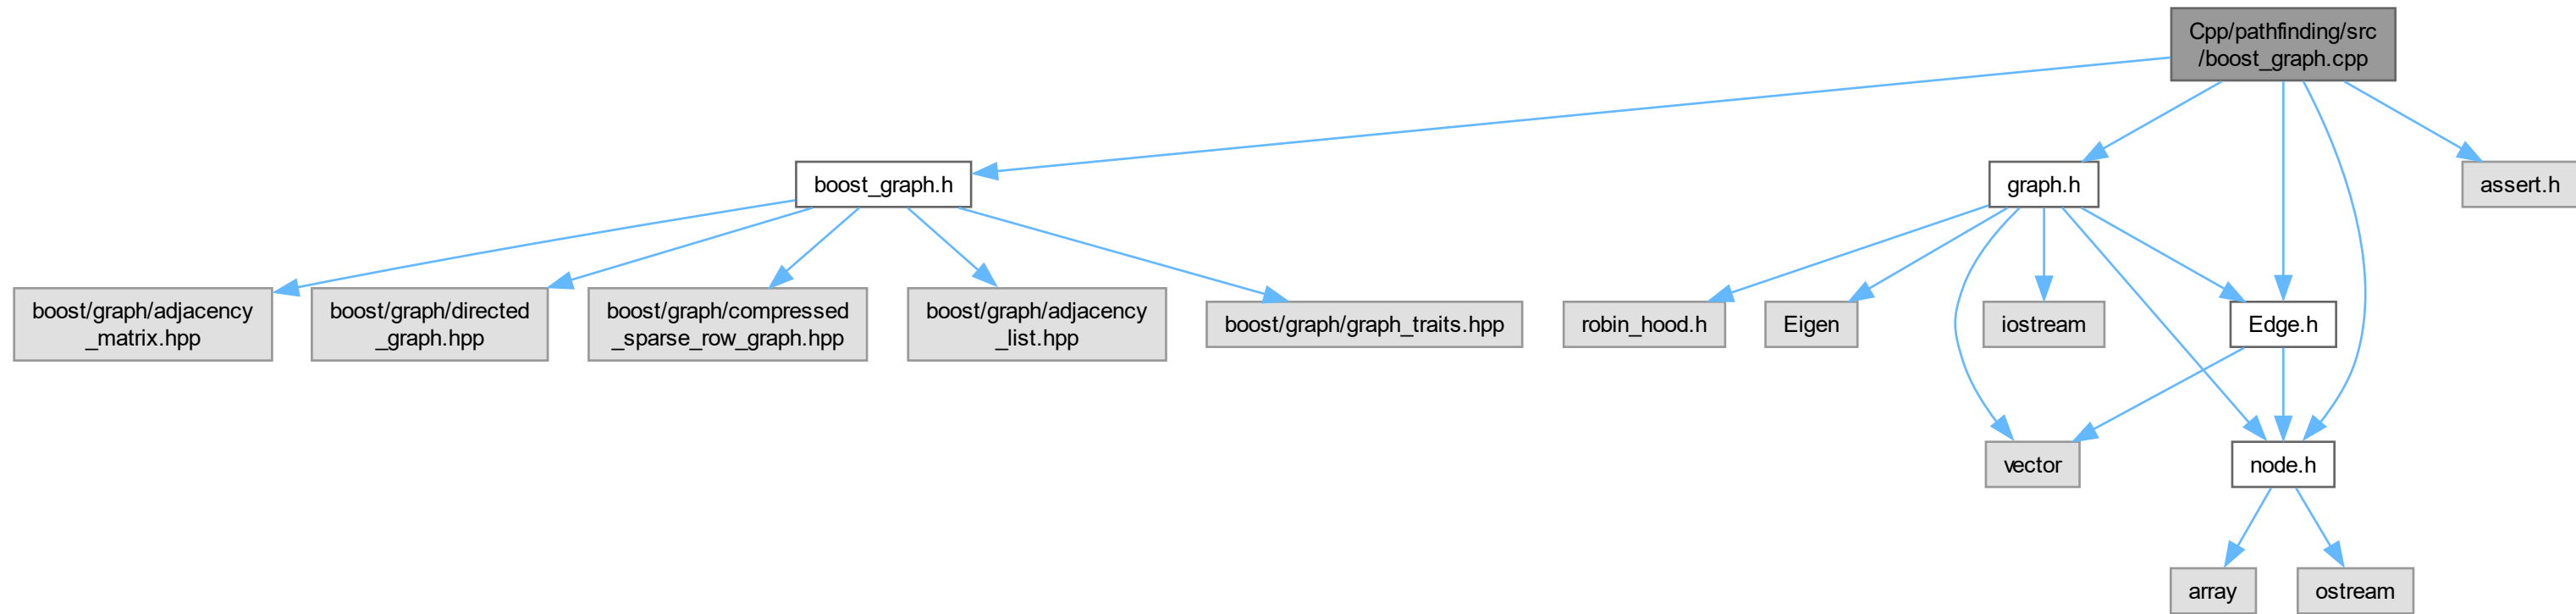 Cpp/pathfinding/src
/boost_graph.cpp
boost_graph.h
graph.h
assert.h
boost/graph/adjacency
_matrix.hpp
boost/graph/directed
_graph.hpp
boost/graph/compressed
_sparse_row_graph.hpp
boost/graph/adjacency
_list.hpp
boost/graph/graph_traits.hpp
robin_hood.h
Eigen
iostream
Edge.h
vector
node.h
array
ostream